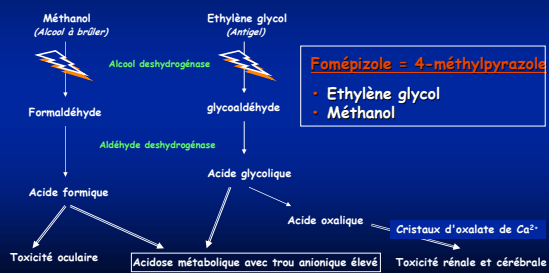 Méthanol
(Alcool à brûler)
Ethylène glycol
(Antigel)
Alcool deshydrogénase
Fomépizole = 4-méthylpyrazole
• Ethylène glycol
• Méthanol
Formaldéhyde
glycoaldéhyde
Aldéhyde deshydrogénase
Acide glycolique
Acide formique
Acide oxalique
Cristaux d'oxalate de Ca²⁺
Toxicité oculaire
Acidose métabolique avec trou anionique élevé
Toxicité rénale et cérébrale